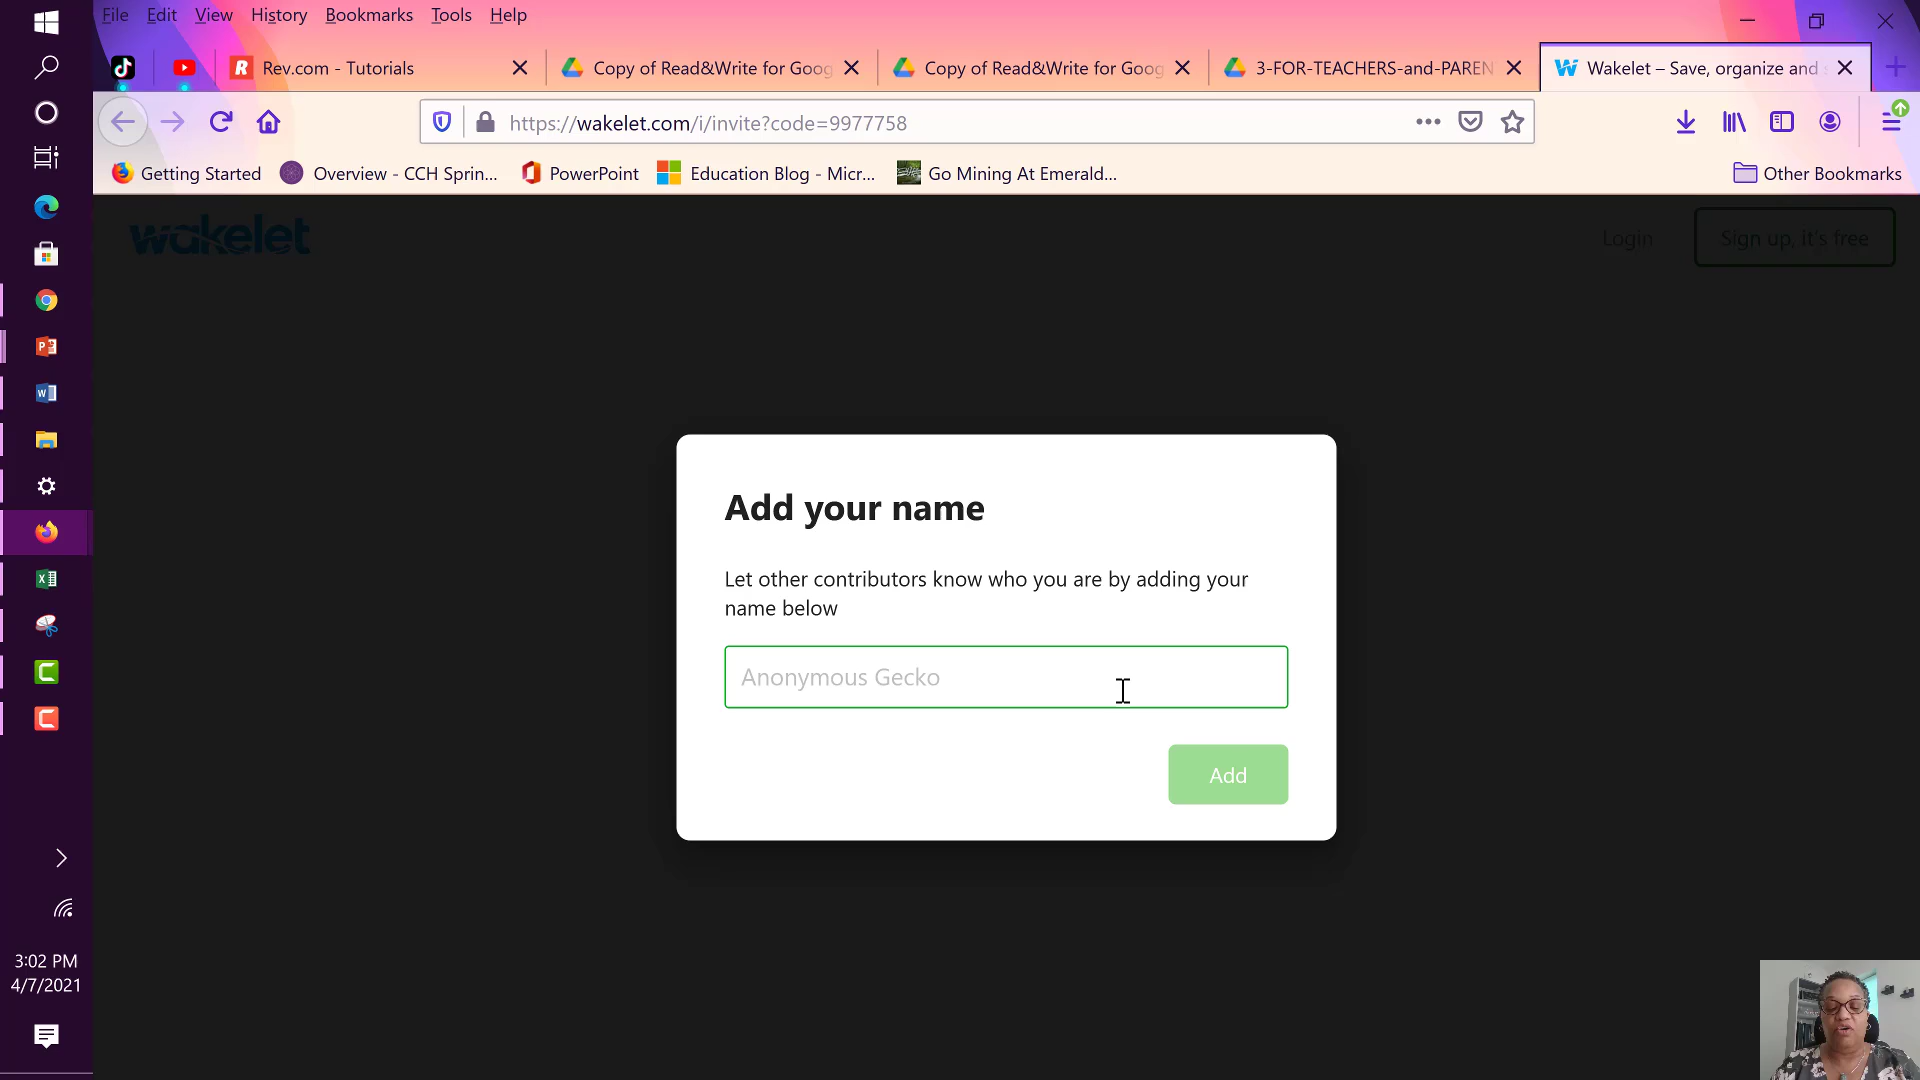 File Edit View History Bookmarks Tools Help
Rev.com - Tutorials
Copy of Read&Write for Goog
Copy of Read&Write for Goog
3-FOR-TEACHERS-and-PAREN
Wakelet – Save, organize and s
https://wakelet.com/i/invite?code=9977758
Getting Started
Overview - CCH Sprin...
PowerPoint
Education Blog - Micr...
Go Mining At Emerald...
Other Bookmarks
wakelet
Login
Sign up, it's free
Add your name
Let other contributors know who you are by adding your
name below
Anonymous Gecko
Add
3:02 PM
4/7/2021